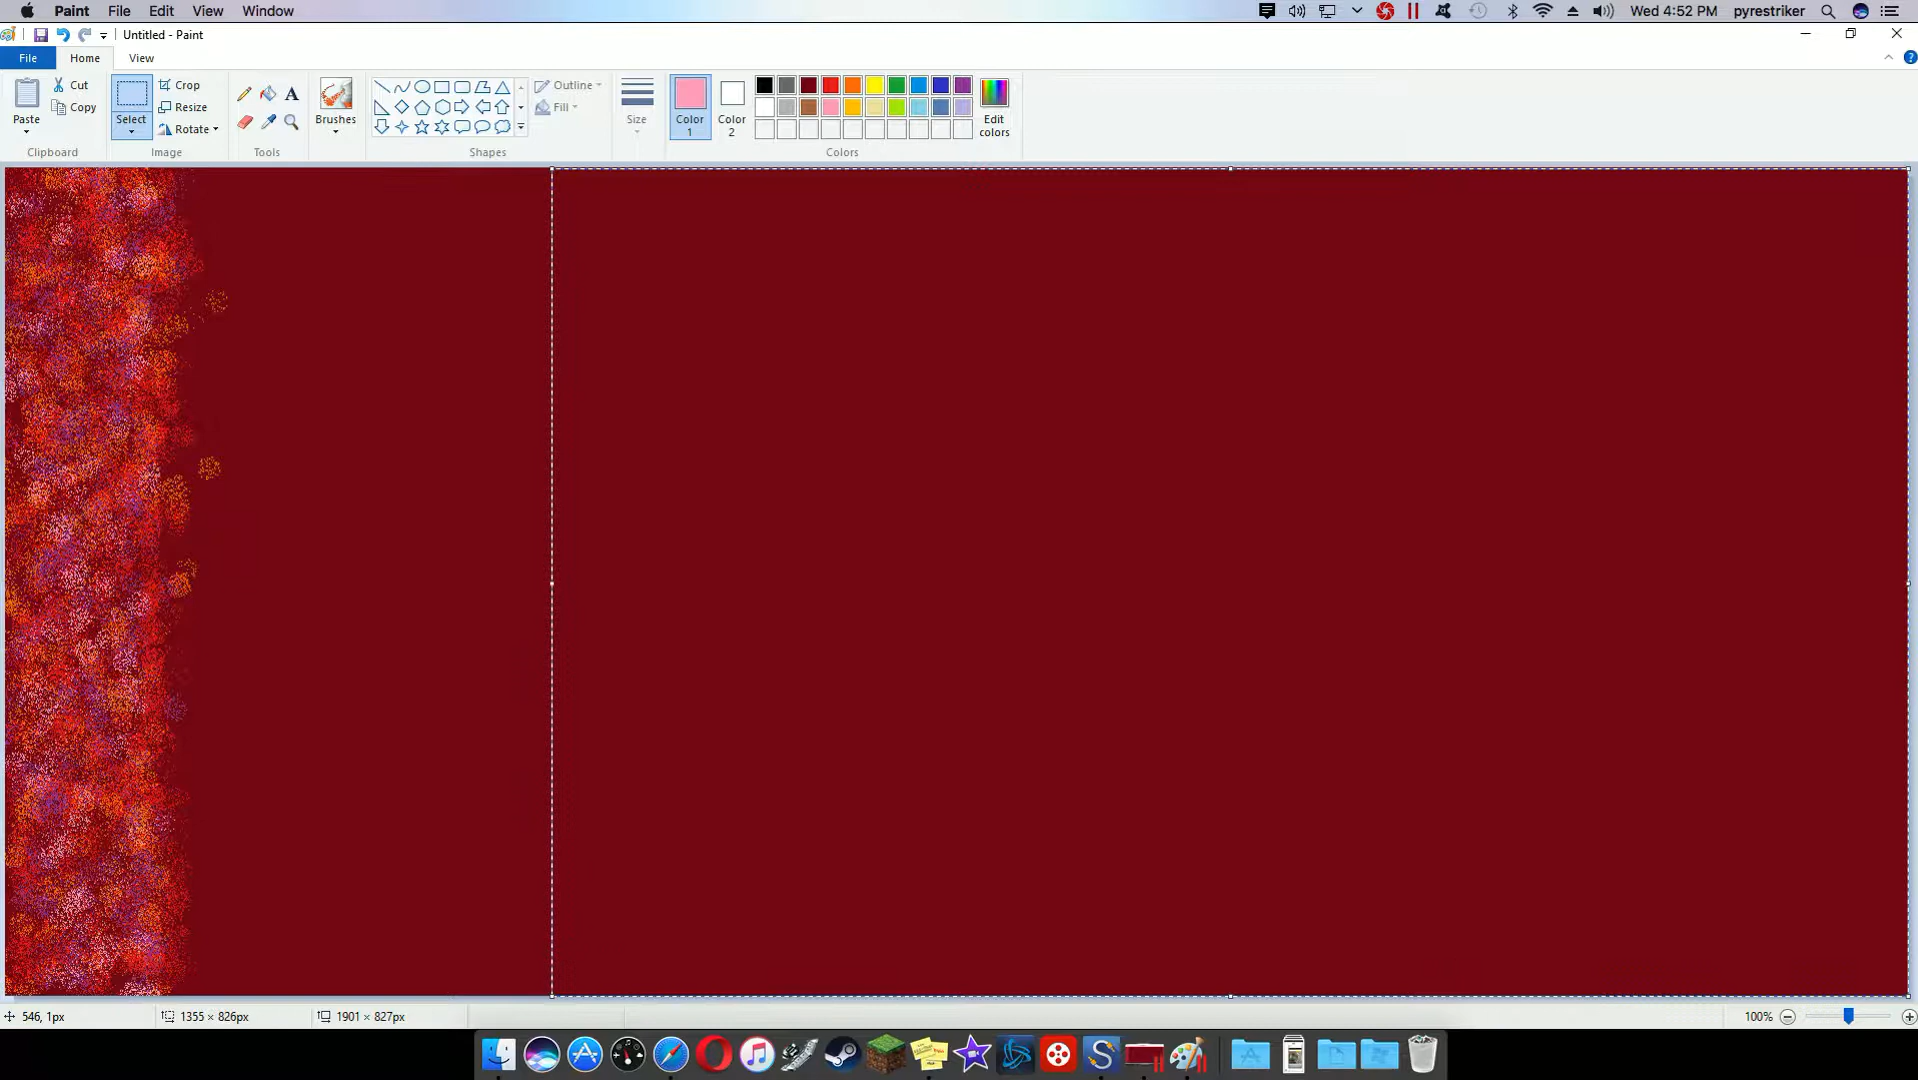 Paint File Edit View Window Wed 4:52 PM pyrestriker
Untitled - Paint
File Home View
Paste Cut Copy Clipboard
Select Crop Resize Rotate Image
A Tools
Brushes
Shapes Outline Fill
Size
Color 1 Color 2 Edit colors Colors
546, 1px 1355 × 826px 1901 × 827px 100%